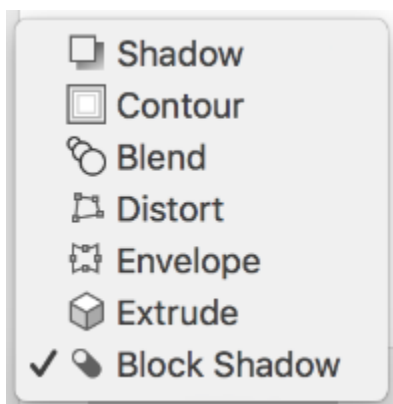 Shadow
Contour
Blend
Distort
Envelope
Extrude
Block Shadow